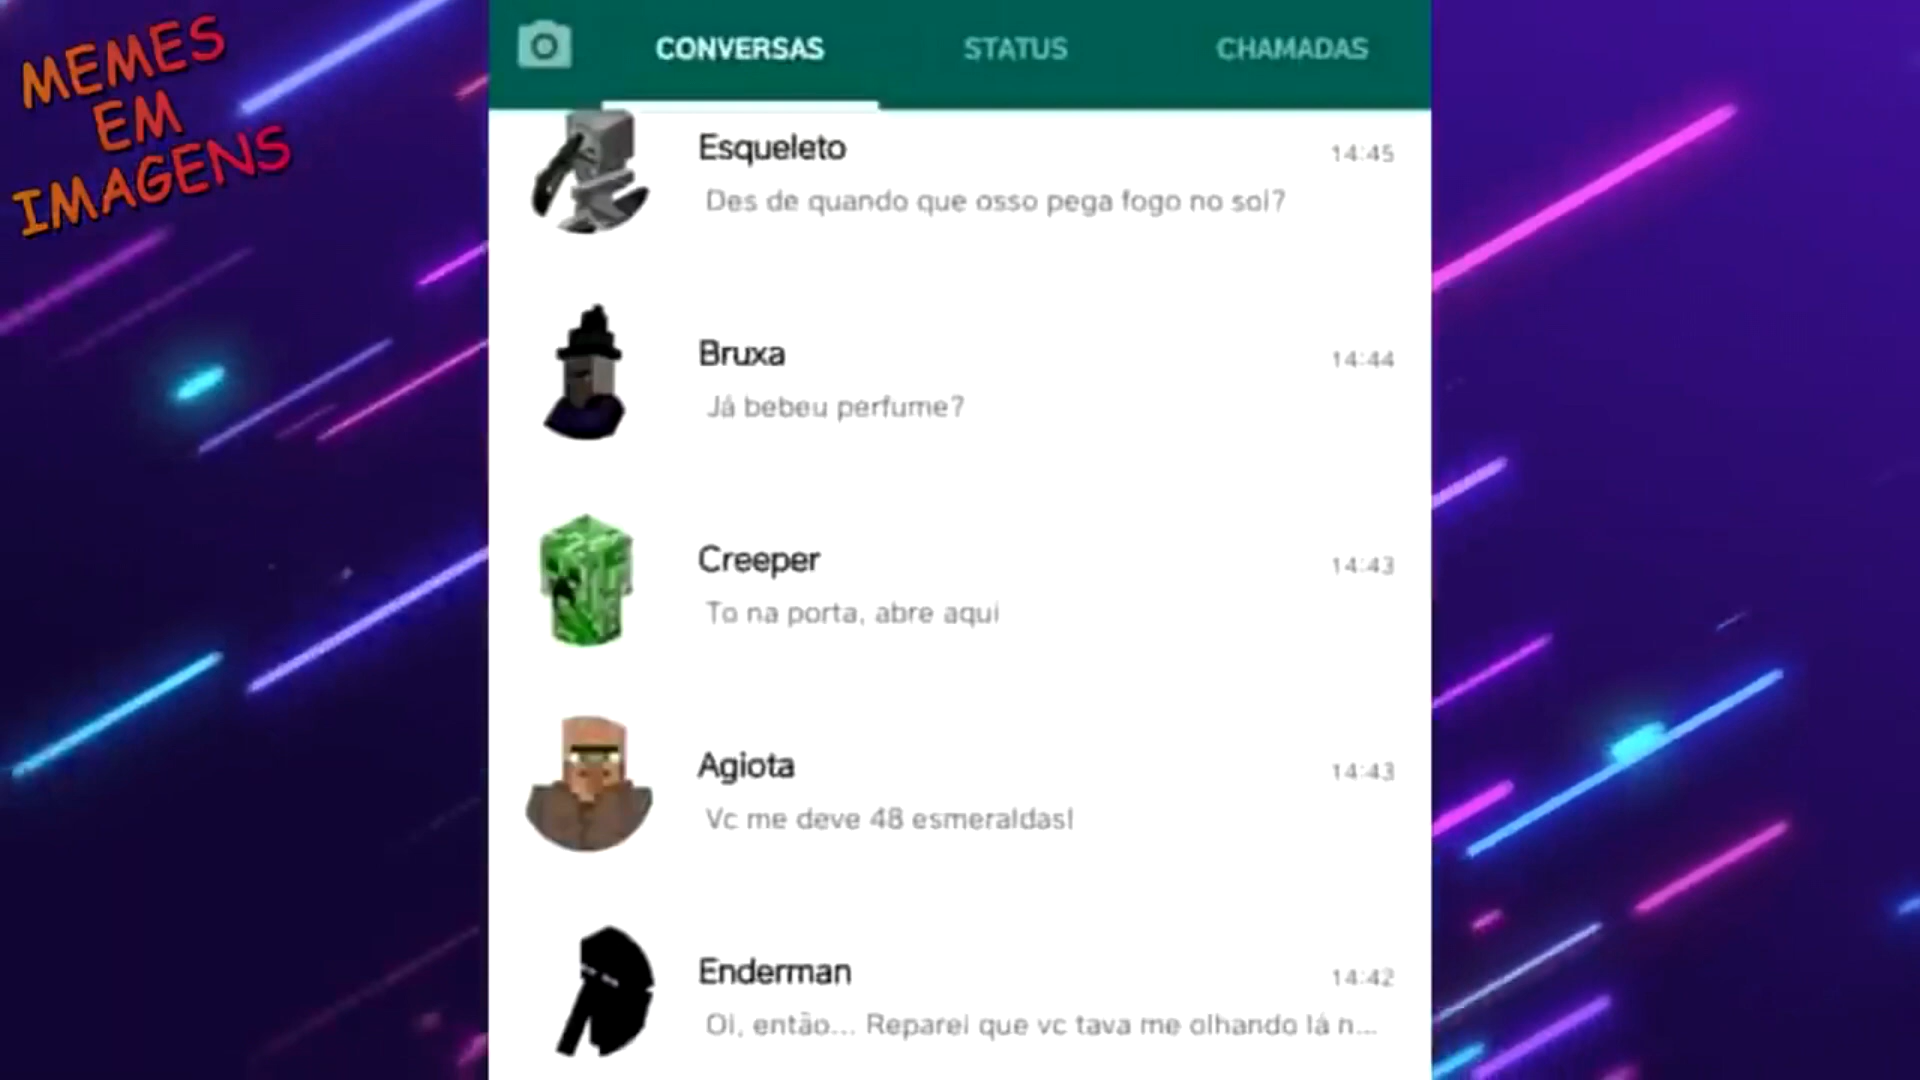 MEMES
EM
IMAGENS
CONVERSAS STATUS CHAMADAS
Esqueleto 14:45
Des de quando que osso pega fogo no sol?
Bruxa 14:44
Já bebeu perfume?
Creeper 14:43
To na porta, abre aqui
Agiota 14:43
Vc me deve 48 esmeraldas!
Enderman 14:42
Oi, então... Reparei que vc tava me olhando lá n...